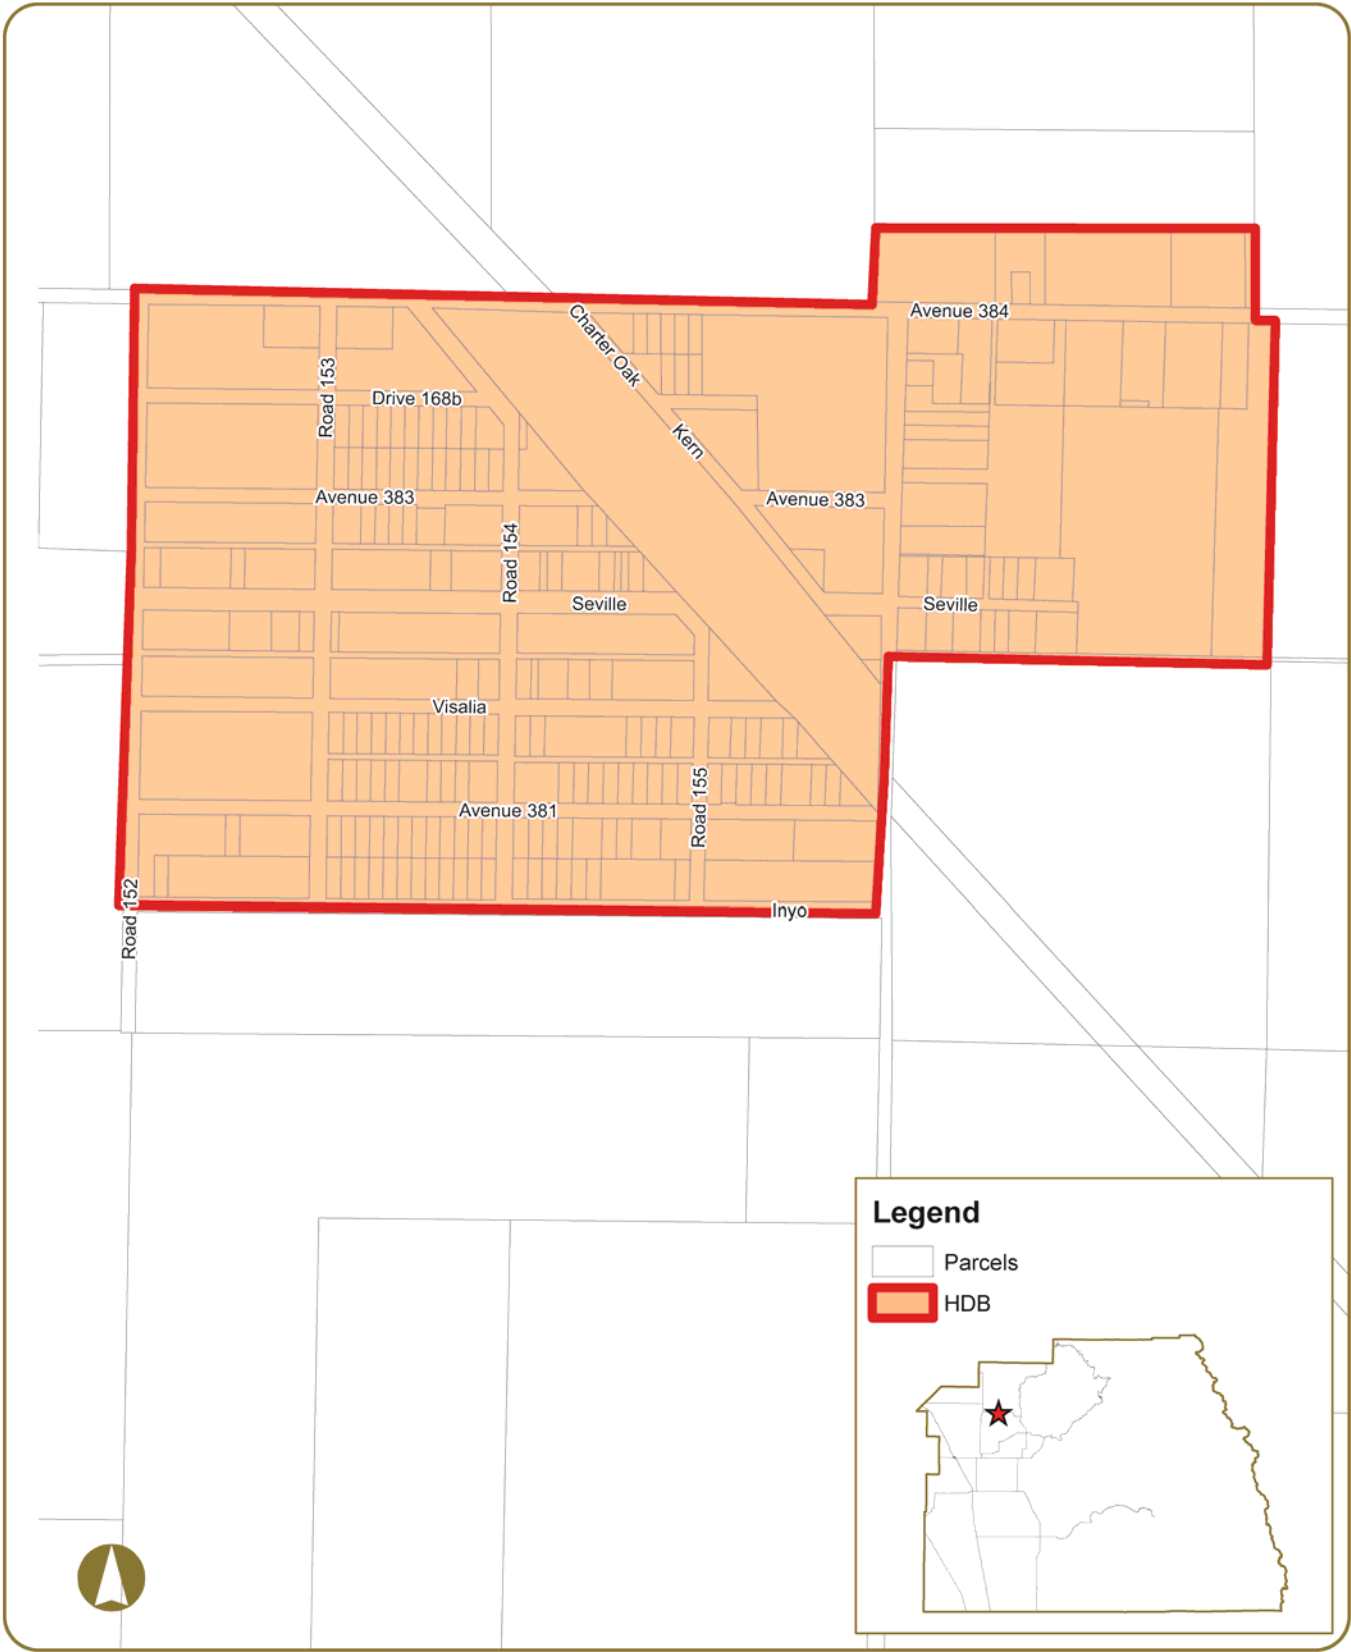 Avenue 384
Charter Oak
Road 153
Drive 168b
Kern
Avenue 383
Avenue 383
Road 154
Seville
Seville
Visalia
Road 155
Avenue 381
Road 152
Inyo
Legend
Parcels
HDB